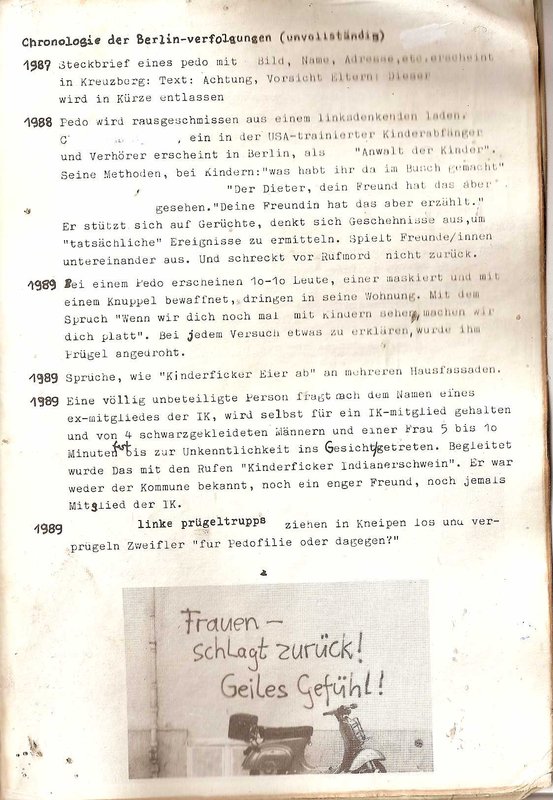 Chronologie der Berlin-verfolgungen (unvollständig)
1987 Steckbrief eines pedo mit Bild, Name, Adresse,etc.erscheint
in Kreuzberg: Text: Achtung, Vorsicht Eltern: Dieser
wird in Kürze entlassen
1988 Pedo wird rausgeschmissen aus einem linksdenkenden laden.
C , ein in der USA-trainierter Kinderabfänger
und Verhörer erscheint in Berlin, als "Anwalt der Kinder".
Seine Methoden, bei Kindern:"was habt ihr da im Busch gemacht"
"Der Dieter, dein Freund hat das aber
gesehen."Deine Freundin hat das aber erzählt."
Er stützt sich auf Gerüchte, denkt sich Geschehnisse aus,um
"tatsächliche" Ereignisse zu ermitteln. Spielt Freunde/innen
untereinander aus. Und schreckt vor Rufmord nicht zurück.
1989 Bei einem Pedo erscheinen 1o-1o Leute, einer maskiert und mit
einem Knuppel bewaffnet, dringen in seine Wohnung. Mit dem
Spruch "Wenn wir dich noch mal mit Kindern sehen, machen wir
dich platt". Bei jedem Versuch etwas zu erklären,wurde ihm
Prügel angedroht.
1989 Sprüche, wie "Kinderficker Eier ab" an mehreren Hausfassaden.
1989 Eine völlig unbeteiligte Person fragt nach dem Namen eines
ex-mitgliedes der IK, wird selbst für ein IK-mitglied gehalten
und von 4 schwarzgekleideten Männern und einer Frau 5 bis 1o
Minuten fast bis zur Unkenntlichkeit ins Gesicht getreten. Begleitet
wurde Das mit den Rufen "Kinderficker Indianerschwein". Er war
weder der Kommune bekannt, noch ein enger Freund, noch jemals
Mitglied der IK.
1989 linke prügeltrupps ziehen in Kneipen los und ver-
prügeln Zweifler "für Pedofilie oder dagegen?"
Frauen –
schlagt zurück!
Geiles Gefühl!